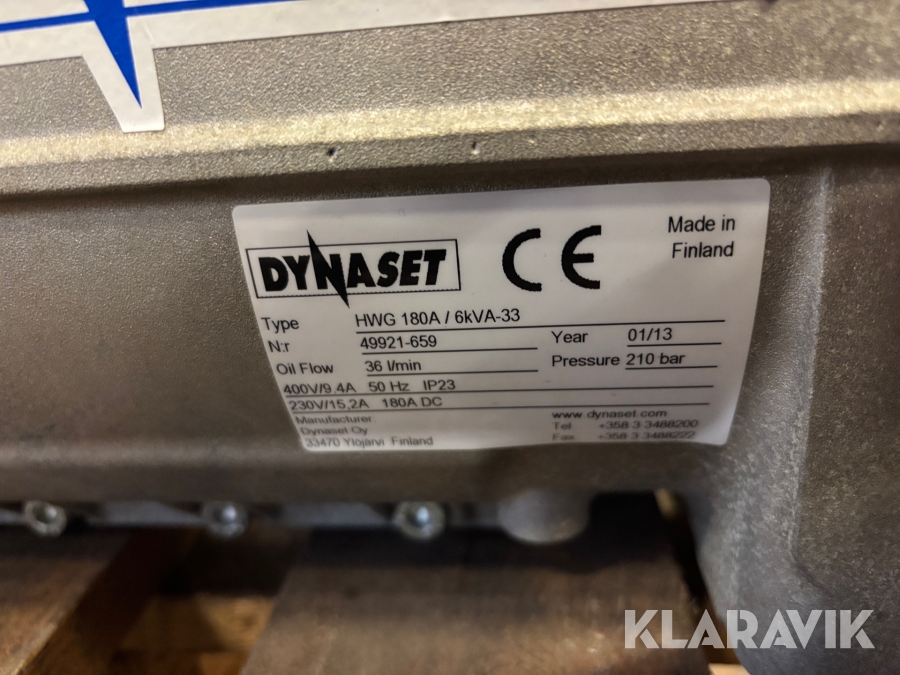 DYNASET CE Made in Finland
Type HWG 180A / 6kVA-33
N:r 49921-659 Year 01/13
Oil Flow 36 l/min Pressure 210 bar
400V/9,4A 50 Hz IP23
230V/15,2A 180A DC
Manufacturer: www.dynaset.com
Dynaset Oy Tel +358 3 3488200
33470 Ylöjärvi Finland Fax +358 3 3488222
KLARAVIK